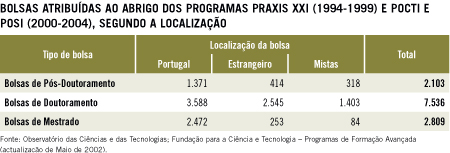 BOLSAS ATRIBUÍDAS AO ABRIGO DOS PROGRAMAS PRAXIS XXI (1994-1999) E POCTI E
POSI (2000-2004), SEGUNDO A LOCALIZAÇÃO
Tipo de bolsa Localização da bolsa Total
Portugal Estrangeiro Mistas
Bolsas de Pós-Doutoramento 1.371 414 318 2.103
Bolsas de Doutoramento 3.588 2.545 1.403 7.536
Bolsas de Mestrado 2.472 253 84 2.809
Fonte: Observatório das Ciências e das Tecnologias; Fundação para a Ciência e Tecnologia – Programas de Formação Avançada
(actualização de Maio de 2002).